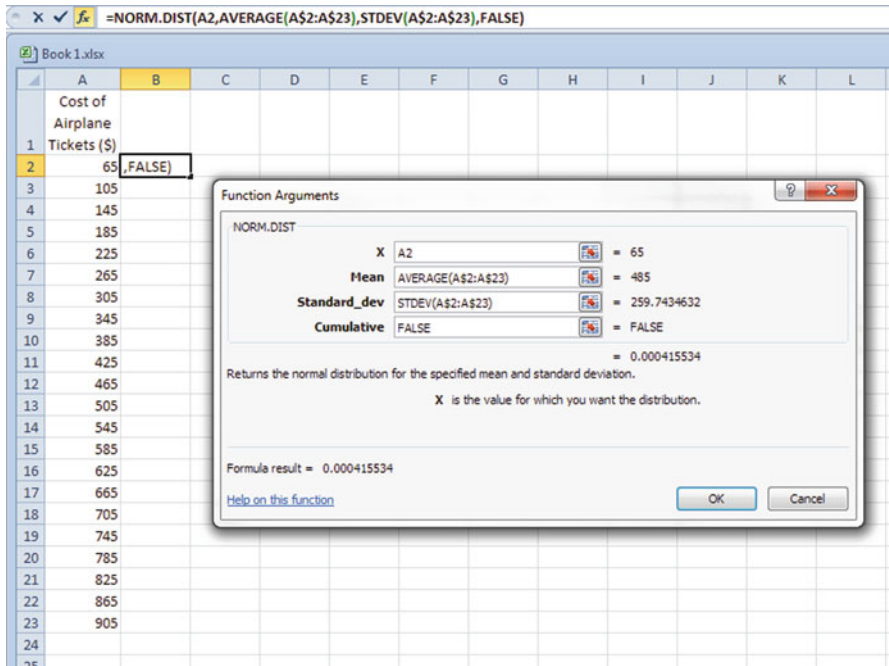 fx =NORM.DIST(A2,AVERAGE(A$2:A$23),STDEV(A$2:A$23),FALSE)
Book1.xlsx
A B C D E F G H I J K L
1 Cost of
Airplane
Tickets ($)
2 65 ,FALSE)
3 105
4 145
5 185
6 225
7 265
8 305
9 345
10 385
11 425
12 465
13 505
14 545
15 585
16 625
17 665
18 705
19 745
20 785
21 825
22 865
23 905
24
25
Function Arguments
NORM.DIST
X A2 = 65
Mean AVERAGE(A$2:A$23) = 485
Standard_dev STDEV(A$2:A$23) = 259.7434632
Cumulative FALSE = FALSE
= 0.000415534
Returns the normal distribution for the specified mean and standard deviation.
X is the value for which you want the distribution.
Formula result = 0.000415534
Help on this function
OK Cancel